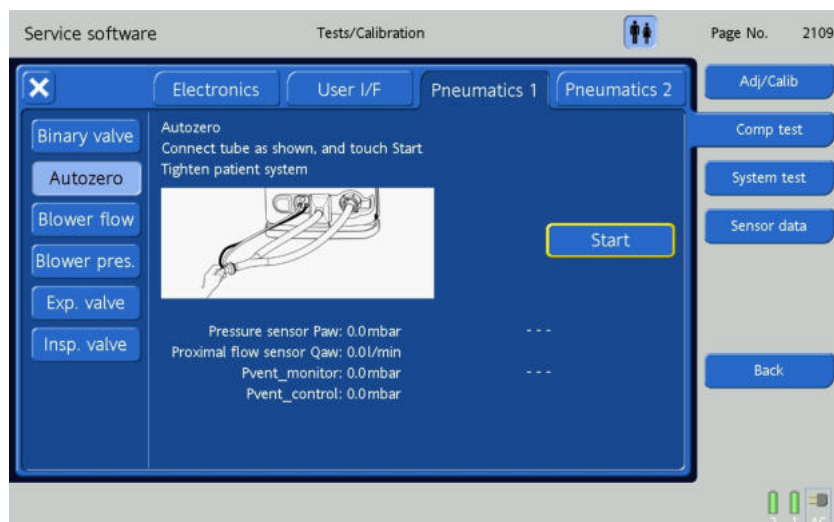 Service software
Tests/Calibration
Page No. 2109
Electronics
User I/F
Pneumatics 1
Pneumatics 2
Adj/Calib
Comp test
System test
Sensor data
Back
Binary valve
Autozero
Blower flow
Blower pres.
Exp. valve
Insp. valve
Autozero
Connect tube as shown, and touch Start
Tighten patient system
Start
Pressure sensor Paw: 0.0mbar - - -
Proximal flow sensor Qaw: 0.0l/min
Pvent_monitor: 0.0mbar - - -
Pvent_control: 0.0mbar
2 1 AC